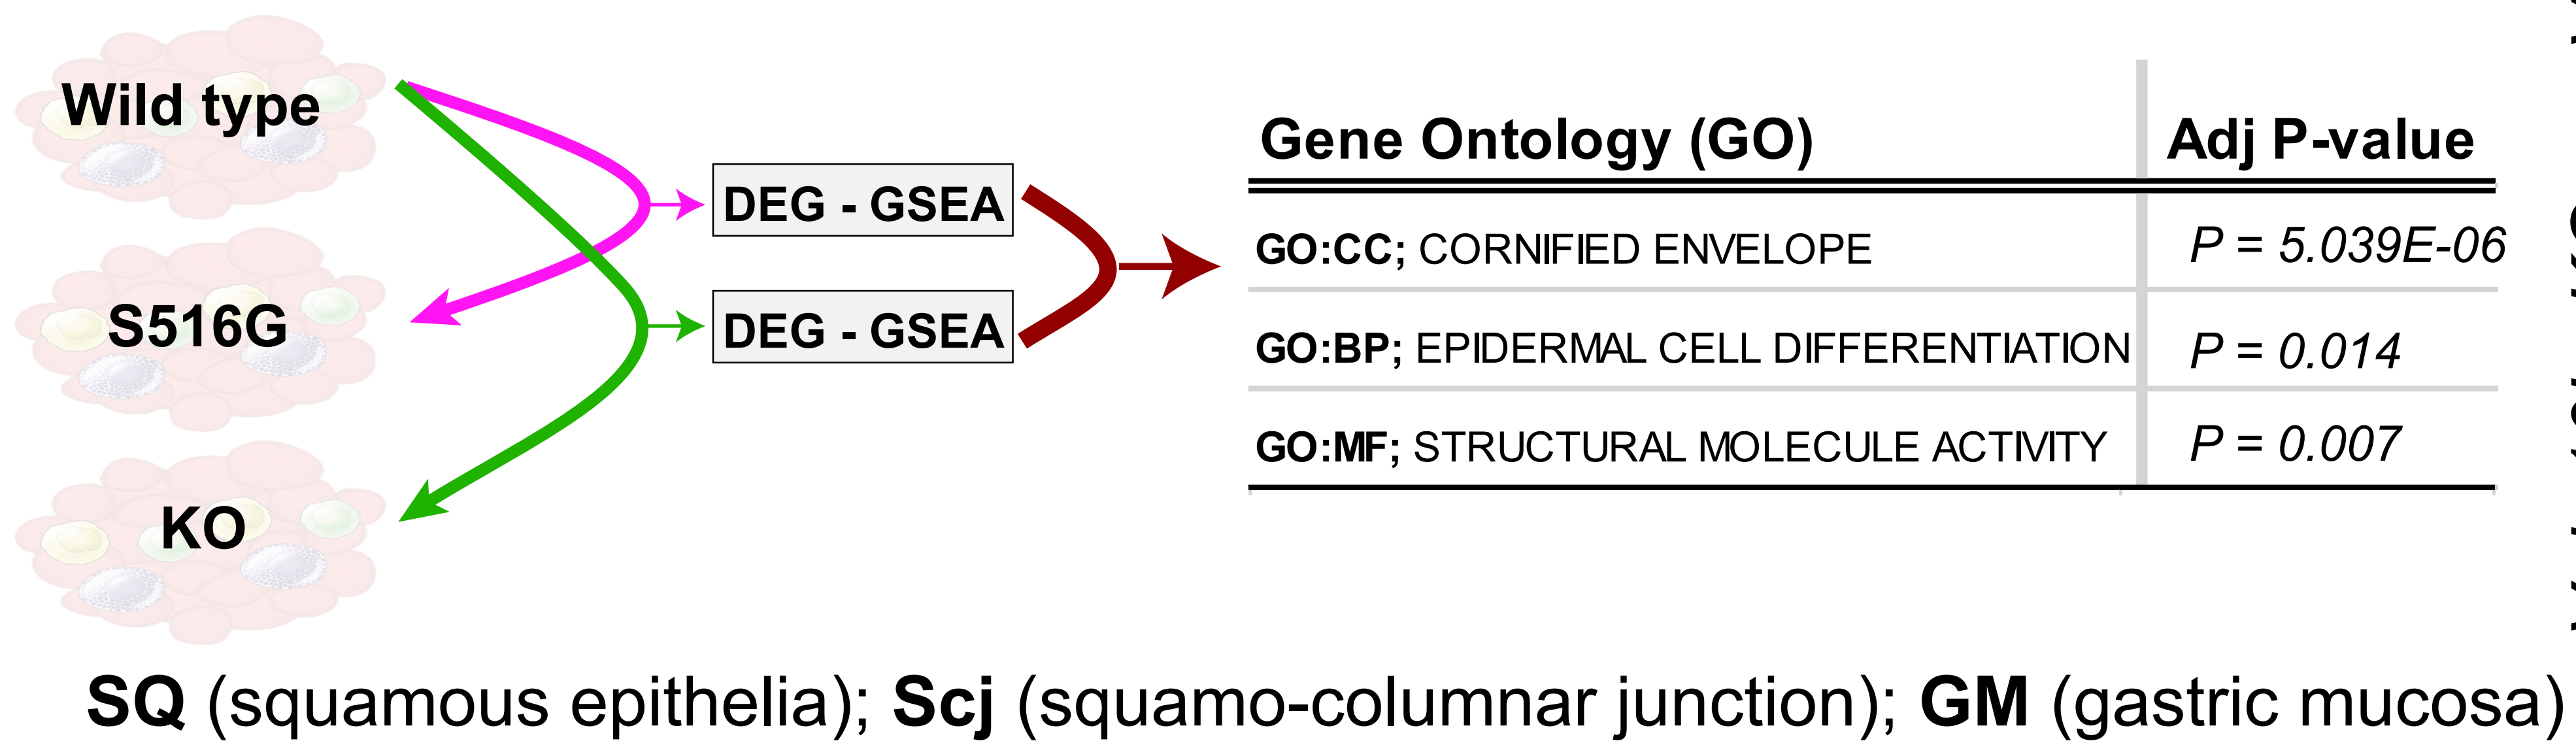 Wild type
S516G
KO
DEG - GSEA
DEG - GSEA
Gene Ontology (GO) Adj P-value
GO:CC; CORNIFIED ENVELOPE P = 5.039E-06
GO:BP; EPIDERMAL CELL DIFFERENTIATION P = 0.014
GO:MF; STRUCTURAL MOLECULE ACTIVITY P = 0.007
SQ (squamous epithelia); Scj (squamo-columnar junction); GM (gastric mucosa)